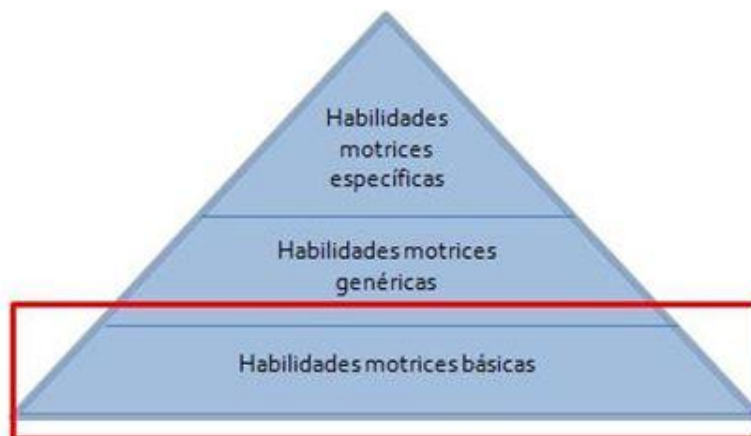 Habilidades
motrices
específicas
Habilidades motrices
genéricas
Habilidades motrices básicas